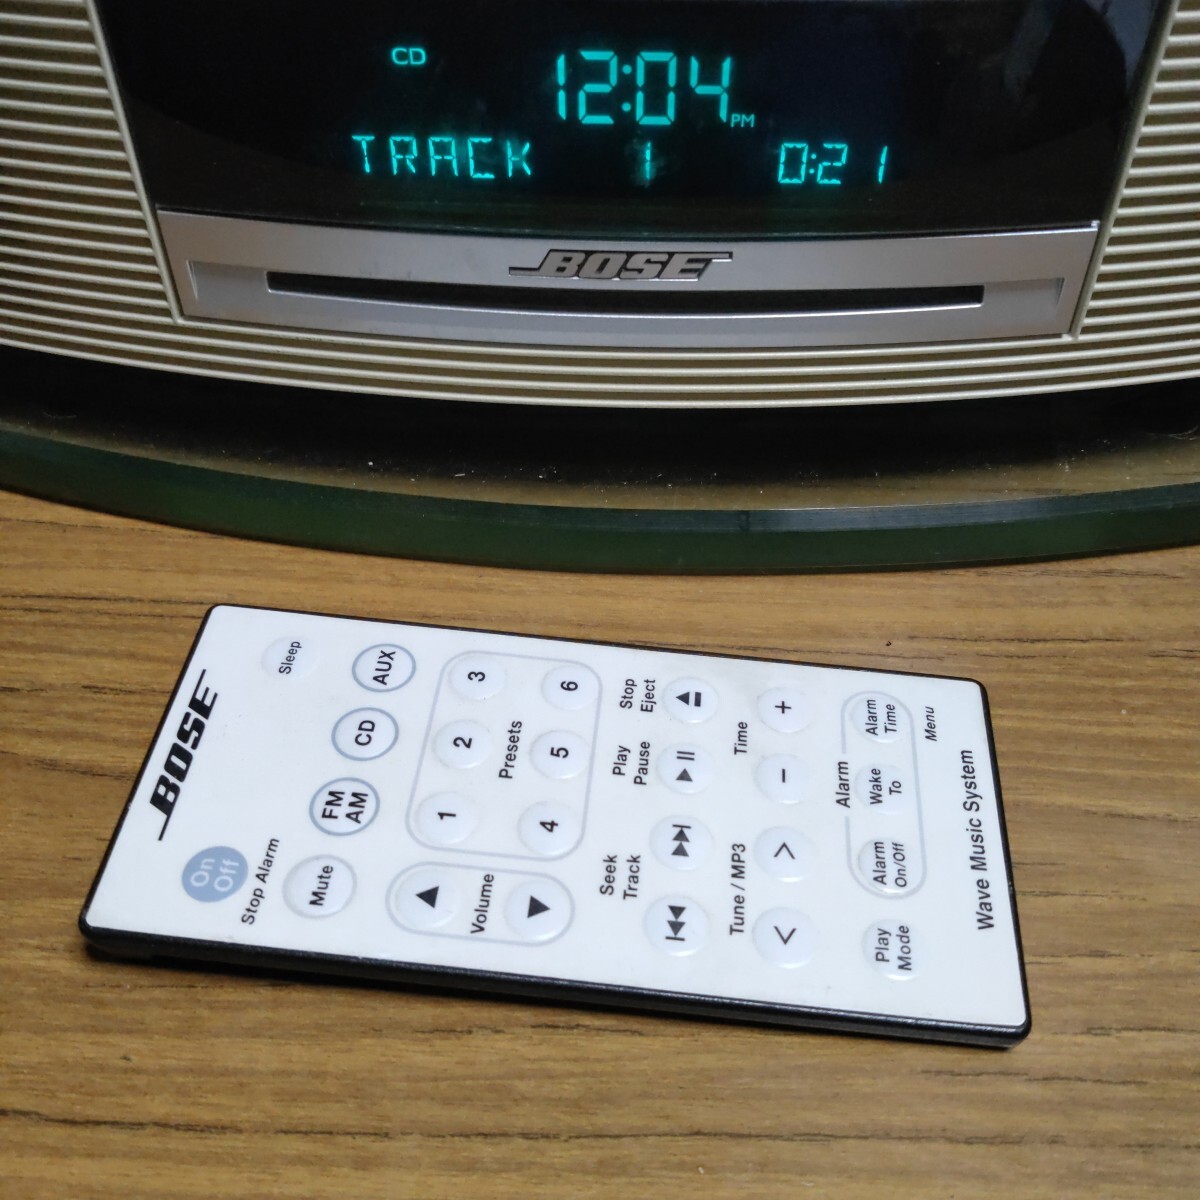 CD
12:04 PM
TRACK 1 0:21
BOSE
BOSE
On
Off
Stop Alarm
Sleep
Mute
FM
AM
CD
AUX
Volume
1 2 3
Presets
4 5 6
Seek
Track
Play
Pause
Stop
Eject
Tune / MP3
Time
< > − +
Play
Mode
Alarm
Alarm
On/Off
Wake
To
Alarm
Time
Menu
Wave Music System